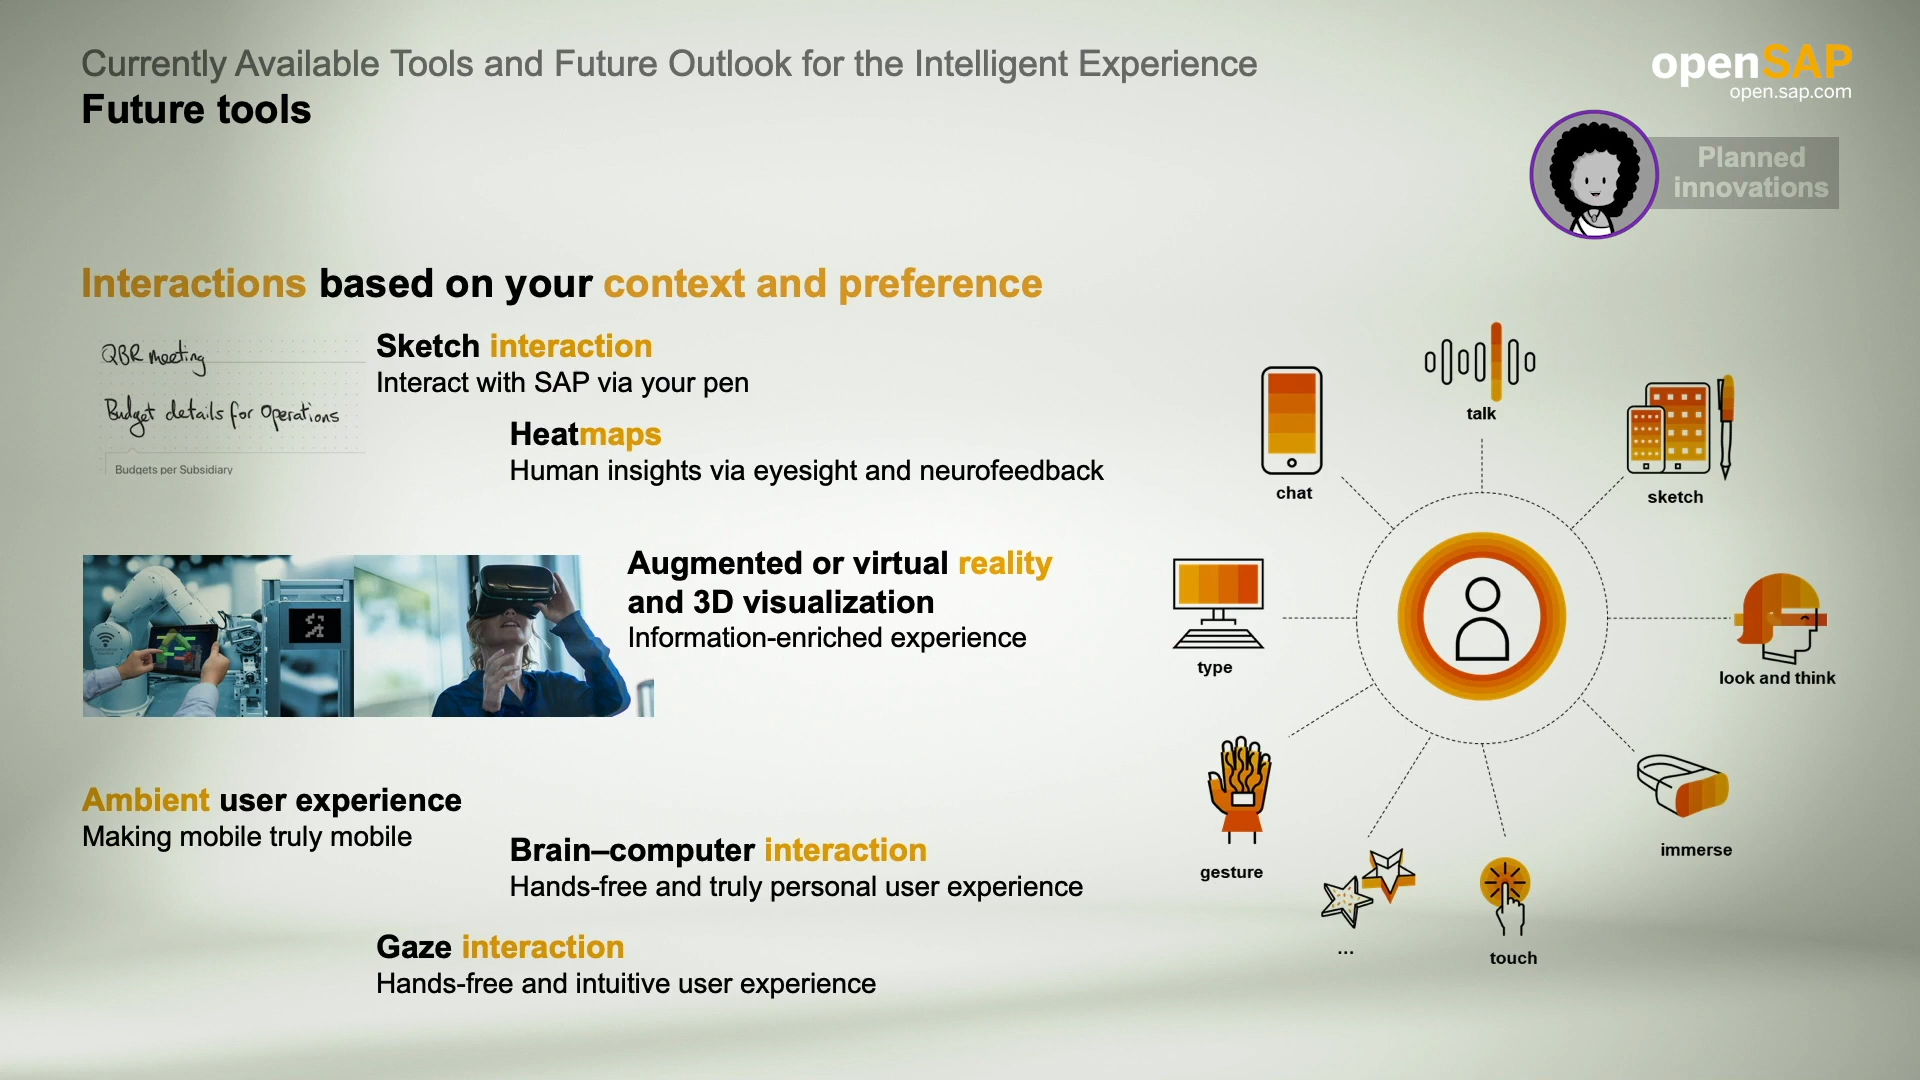 Currently Available Tools and Future Outlook for the Intelligent Experience
Future tools
openSAP
open.sap.com
Planned
innovations
Interactions based on your context and preference
QBR meeting
Budget details for Operations
Budgets per Subsidiary
Sketch interaction
Interact with SAP via your pen
Heatmaps
Human insights via eyesight and neurofeedback
Augmented or virtual reality
and 3D visualization
Information-enriched experience
Ambient user experience
Making mobile truly mobile
Brain–computer interaction
Hands-free and truly personal user experience
Gaze interaction
Hands-free and intuitive user experience
talk
chat
sketch
type
look and think
gesture
immerse
...
touch